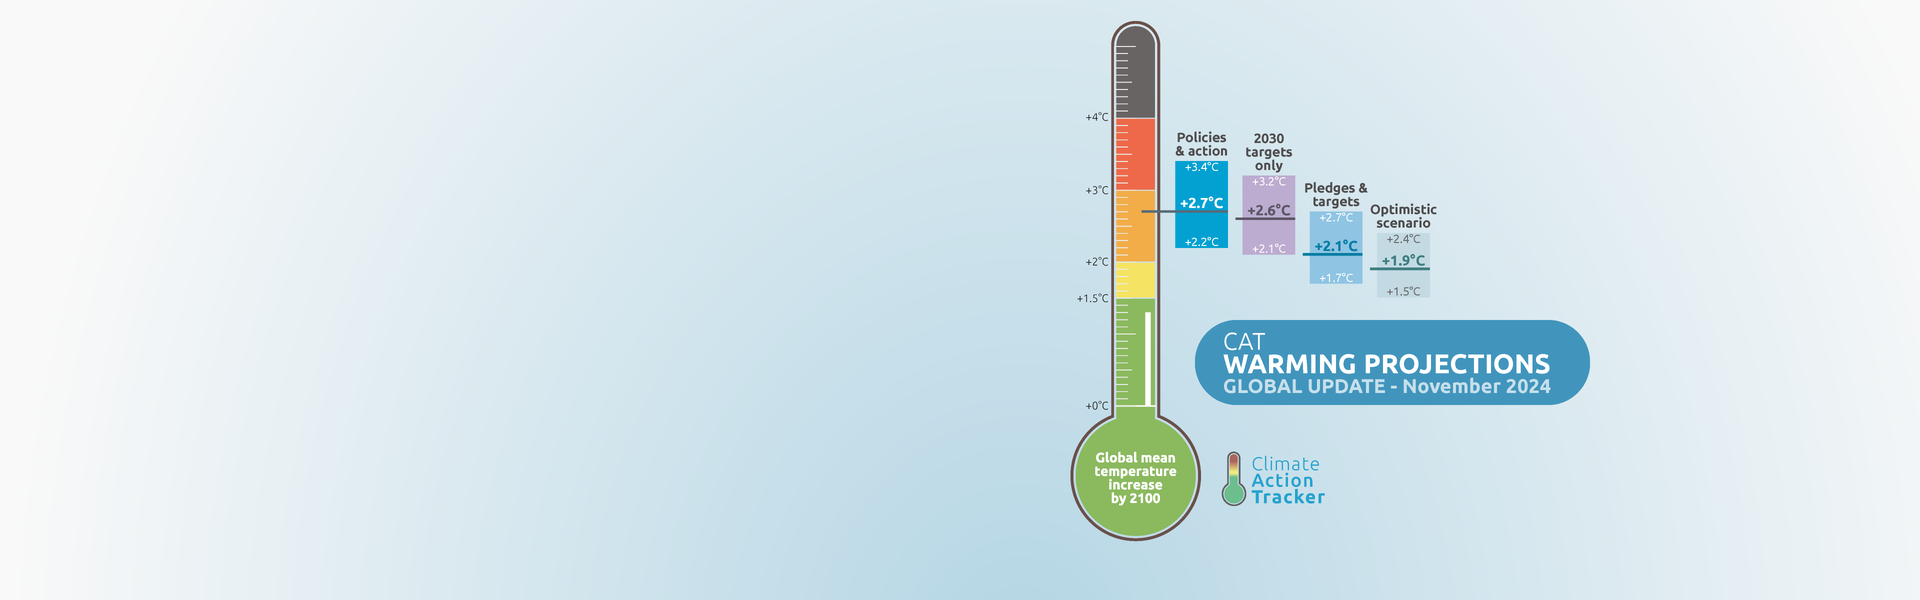 +4°C
+3°C
+2°C
+1.5°C
+0°C
Policies
& action
+3.4°C
+2.7°C
+2.2°C
2030
targets
only
+3.2°C
+2.6°C
+2.1°C
Pledges &
targets
+2.7°C
+2.1°C
+1.7°C
Optimistic
scenario
+2.4°C
+1.9°C
+1.5°C
CAT
WARMING PROJECTIONS
GLOBAL UPDATE - November 2024
Global mean
temperature
increase
by 2100
Climate
Action
Tracker